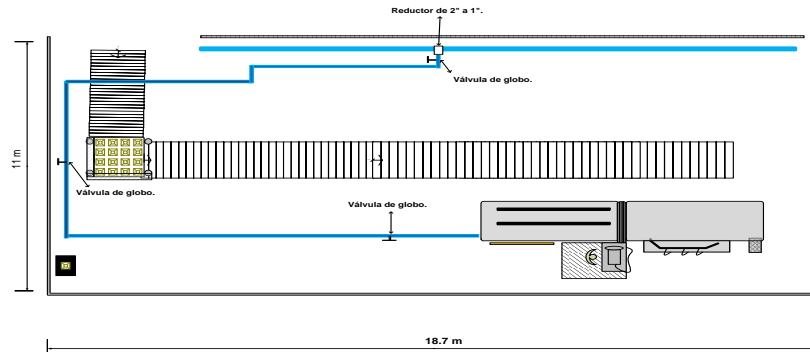 Reductor de 2" a 1".
Válvula de globo.
11 m
Válvula de globo.
Válvula de globo.
18.7 m